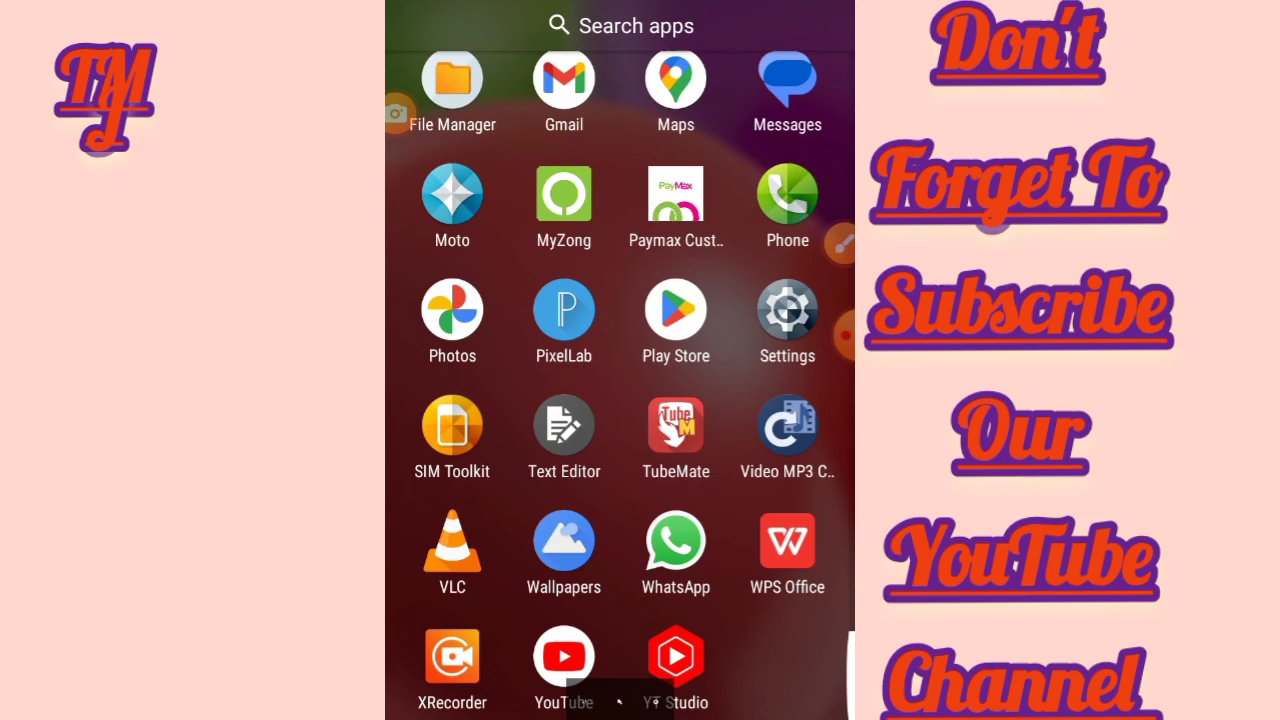 TM
J
Search apps
File Manager
Gmail
Maps
Messages
Moto
MyZong
PayMax
Paymax Cust..
Phone
Photos
PixelLab
Play Store
Settings
SIM Toolkit
Text Editor
Tube
M
TubeMate
Video MP3 C..
VLC
Wallpapers
WhatsApp
WPS Office
XRecorder
YouTube
YT Studio
Don't
Forget To
Subscribe
Our
YouTube
Channel